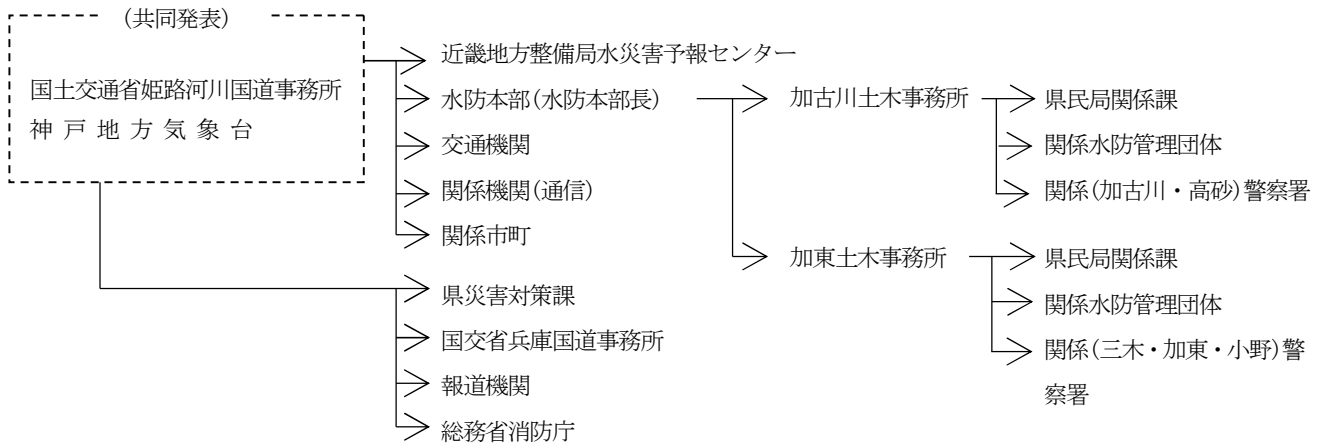 (共同発表)
国土交通省姫路河川国道事務所
神戸地方気象台
近畿地方整備局水災害予報センター
水防本部(水防本部長)
交通機関
関係機関(通信)
関係市町
県災害対策課
国交省兵庫国道事務所
報道機関
総務省消防庁
加古川土木事務所
県民局関係課
関係水防管理団体
関係(加古川・高砂)警察署
加東土木事務所
県民局関係課
関係水防管理団体
関係(三木・加東・小野)警
察署